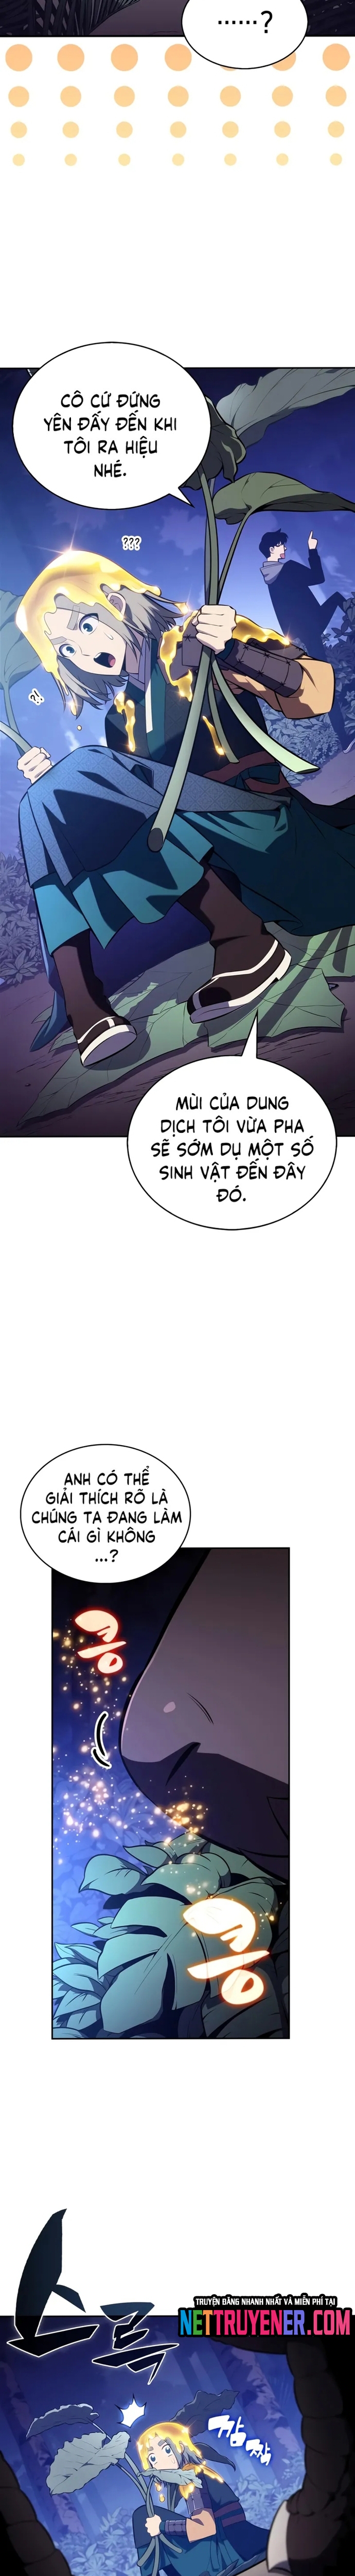 ......?
CÔ CỨ ĐỨNG
YÊN ĐẤY ĐẾN KHI
TÔI RA HIỆU
NHÉ.
???
?!
MÙI CỦA DUNG
DỊCH TÔI VỪA PHA
SẼ SỚM DỤ MỘT SỐ
SINH VẬT ĐẾN ĐÂY
ĐÓ.
ANH CÓ THỂ
GIẢI THÍCH RÕ LÀ
CHÚNG TA ĐANG LÀM
CÁI GÌ KHÔNG
...?
킁
킁
스윽
TRUYỆN ĐĂNG NHANH NHẤT VÀ MIỄN PHÍ TẠI
NETTRUYENER.COM
깜짝